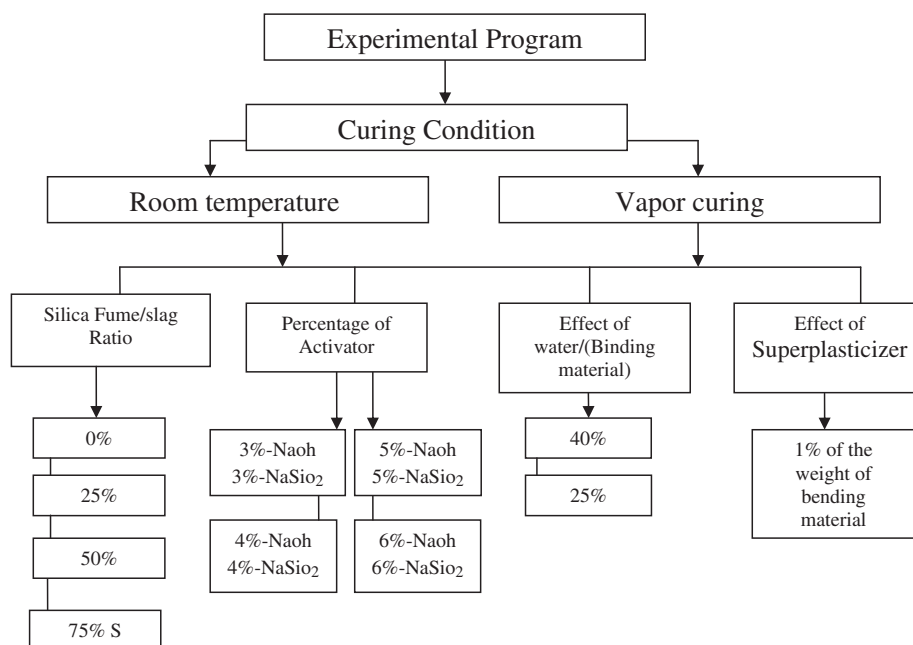 Experimental Program
Curing Condition
Room temperature
Vapor curing
Silica Fume/slag
Ratio
Percentage of
Activator
Effect of
water/(Binding
material)
Effect of
Superplasticizer
0%
25%
50%
75% S
3%-Naoh
3%-NaSio₂
4%-Naoh
4%-NaSio₂
5%-Naoh
5%-NaSio₂
6%-Naoh
6%-NaSio₂
40%
25%
1% of the
weight of
bending
material